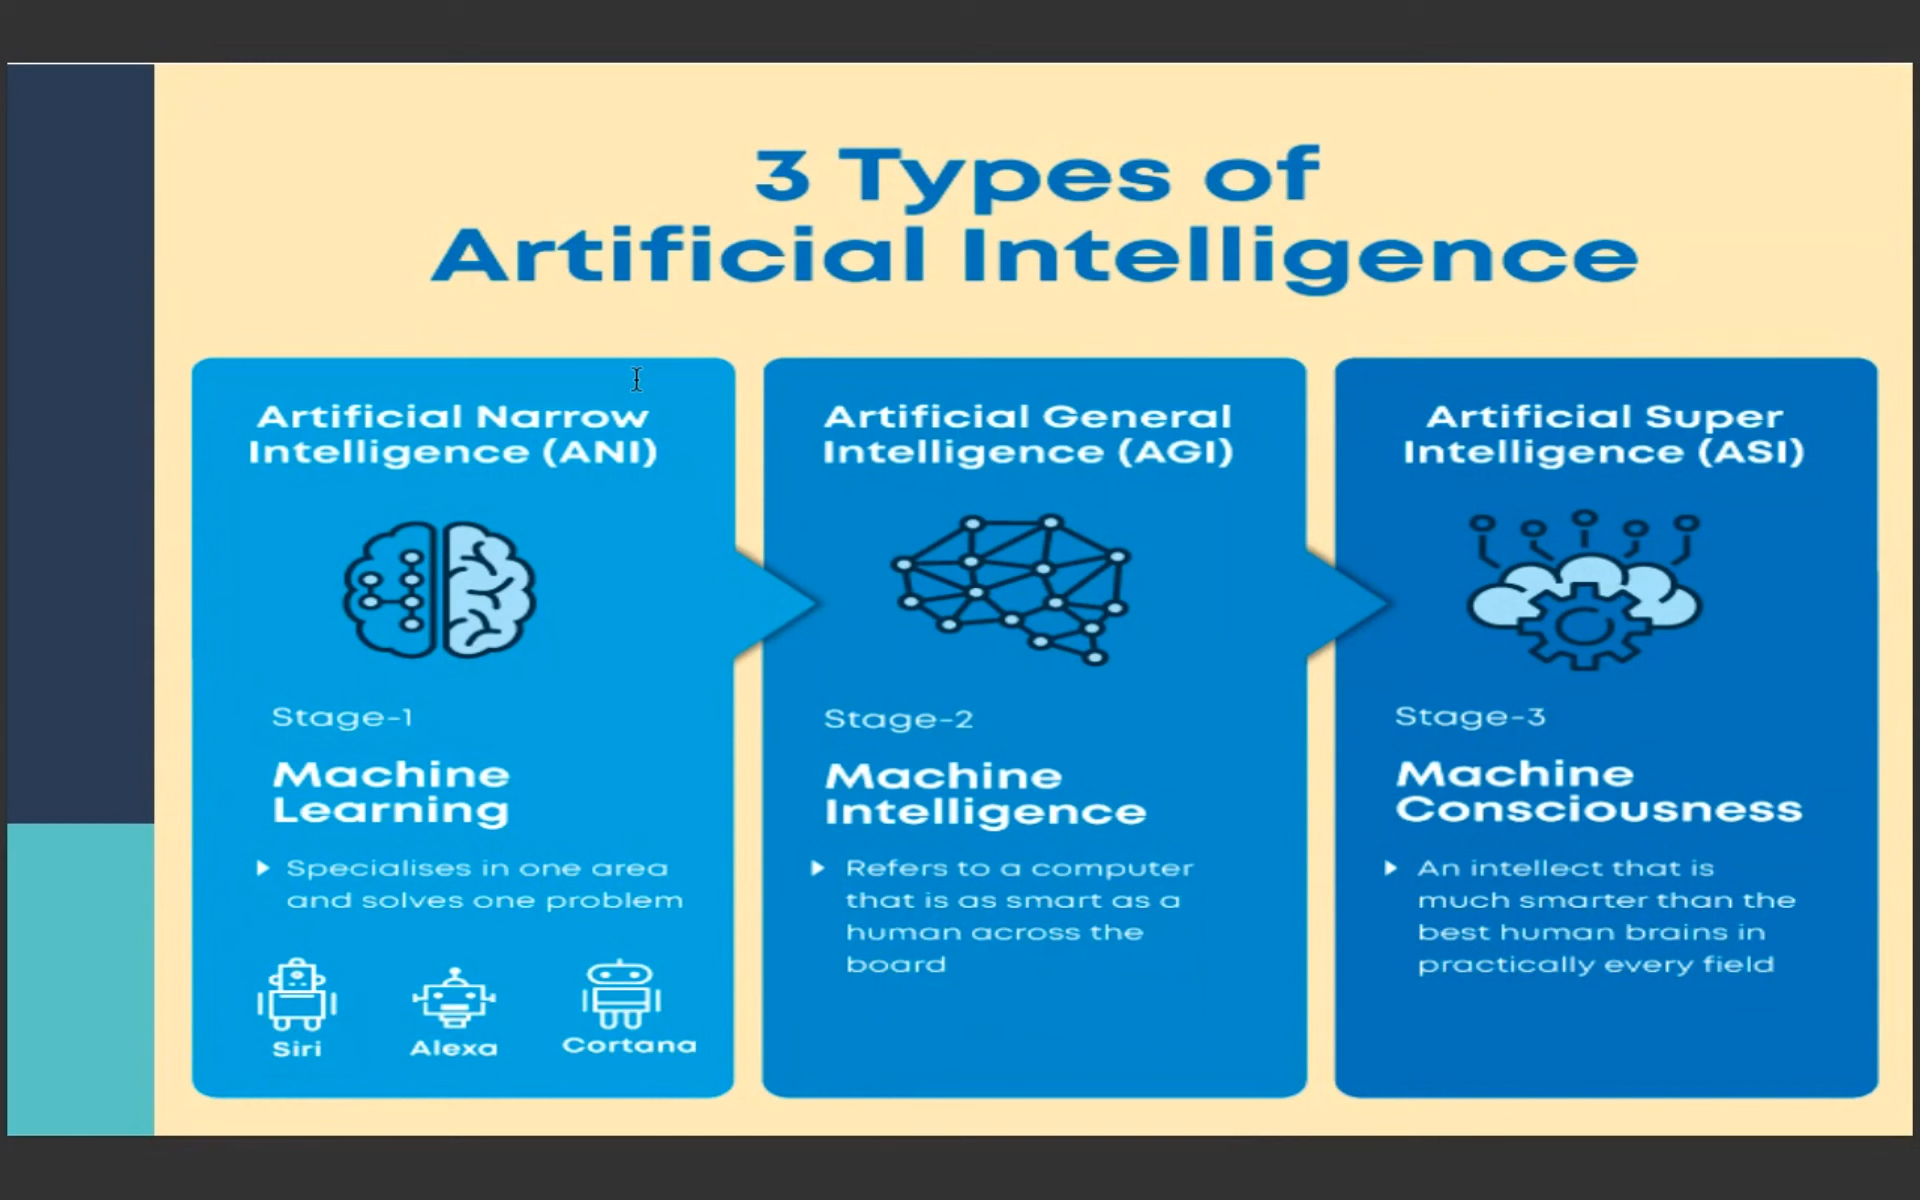 3 Types of
Artificial Intelligence
Artificial Narrow
Intelligence (ANI)
Stage-1
Machine
Learning
Specialises in one area
and solves one problem
Siri
Alexa
Cortana
Artificial General
Intelligence (AGI)
Stage-2
Machine
Intelligence
Refers to a computer
that is as smart as a
human across the
board
Artificial Super
Intelligence (ASI)
Stage-3
Machine
Consciousness
An intellect that is
much smarter than the
best human brains in
practically every field